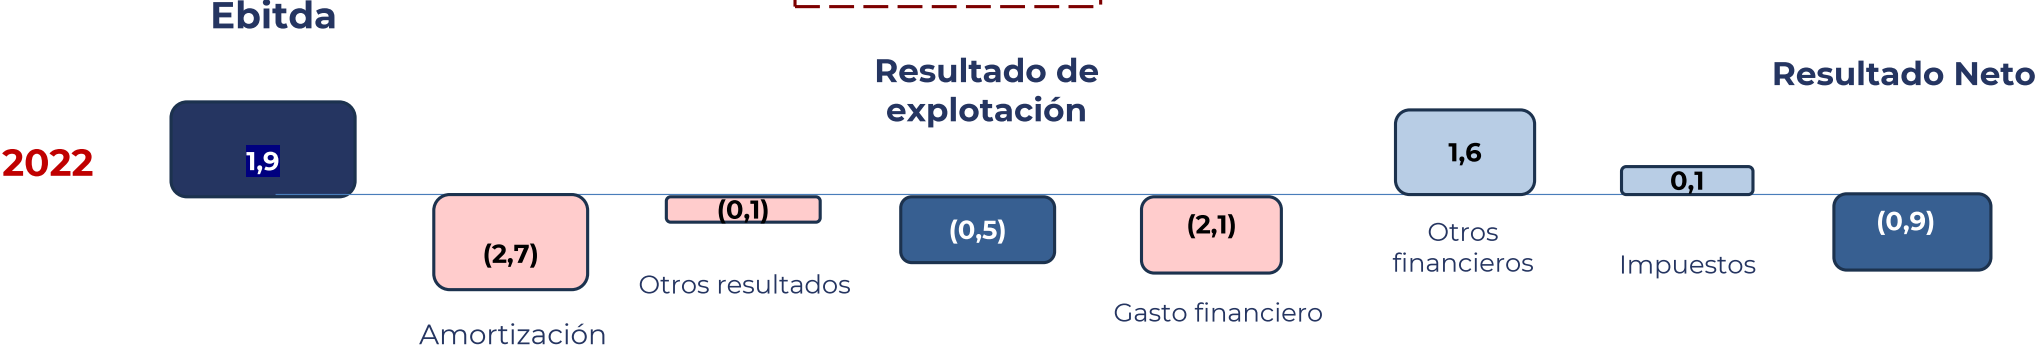 Ebitda
Resultado de
explotación
Resultado Neto
2022
1,9
(2,7)
(0,1)
(0,5)
(2,1)
1,6
0,1
(0,9)
Otros
financieros
Impuestos
Otros resultados
Gasto financiero
Amortización